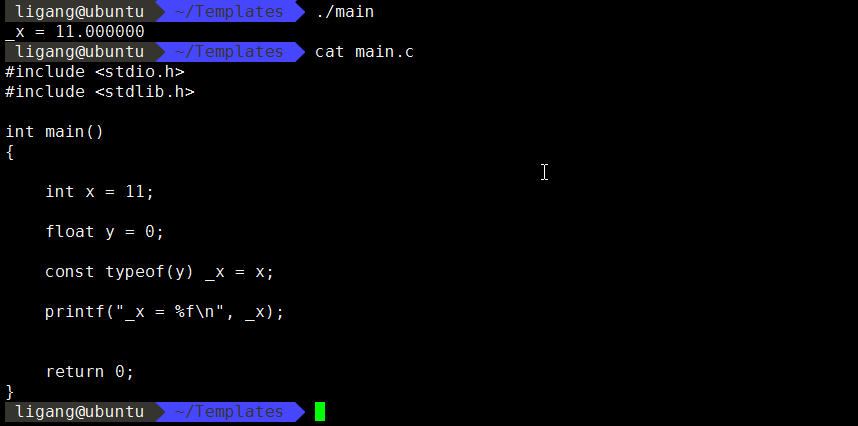 ligang@ubuntu ~/Templates ./main
_x = 11.000000
ligang@ubuntu ~/Templates cat main.c
#include <stdio.h>
#include <stdlib.h>
int main()
{
    int x = 11;
    float y = 0;
    const typeof(y) _x = x;
    printf("_x = %f\n", _x);
    return 0;
}
ligang@ubuntu ~/Templates